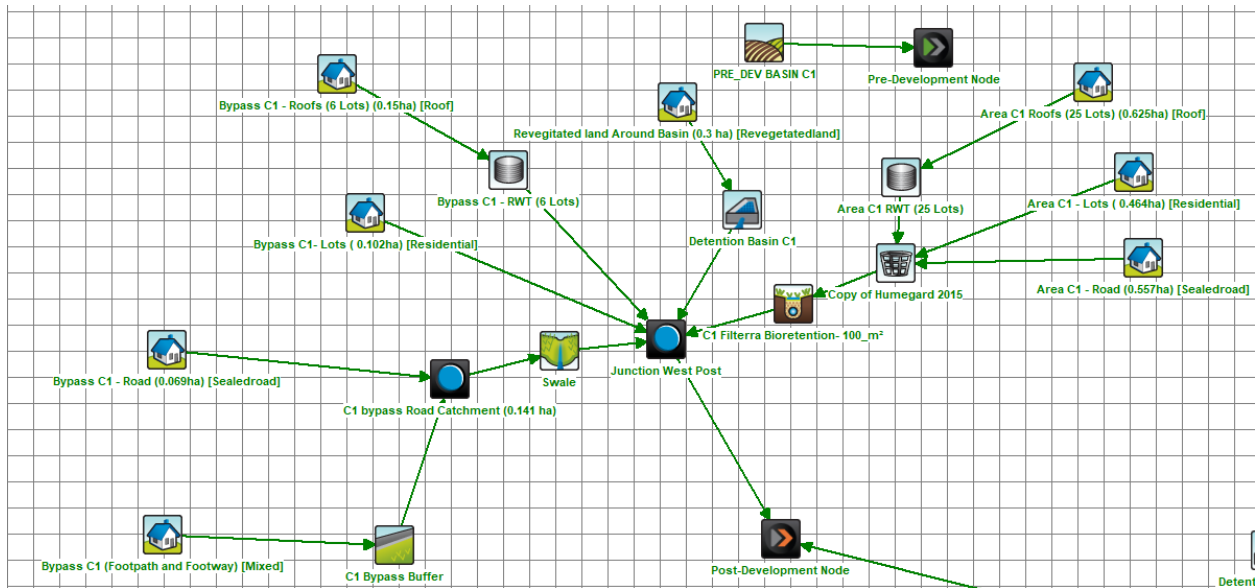 PRE_DEV BASIN C1
Pre-Development Node
Bypass C1 - Roofs (6 Lots) (0.15ha) [Roof]
Area C1 Roofs (25 Lots) (0.625ha) [Roof]
Revegitated land Around Basin (0.3 ha) [Revegetatedland]
Bypass C1 - RWT (6 Lots)
Area C1 RWT (25 Lots)
Area C1 - Lots ( 0.464ha) [Residential]
Bypass C1- Lots ( 0.102ha) [Residential]
Detention Basin C1
Copy of Humegard 2015
Area C1 - Road (0.557ha) [Sealedroad]
C1 Filterra Bioretention- 100_m²
Junction West Post
Bypass C1 - Road (0.069ha) [Sealedroad]
Swale
C1 bypass Road Catchment (0.141 ha)
Bypass C1 (Footpath and Footway) [Mixed]
C1 Bypass Buffer
Post-Development Node